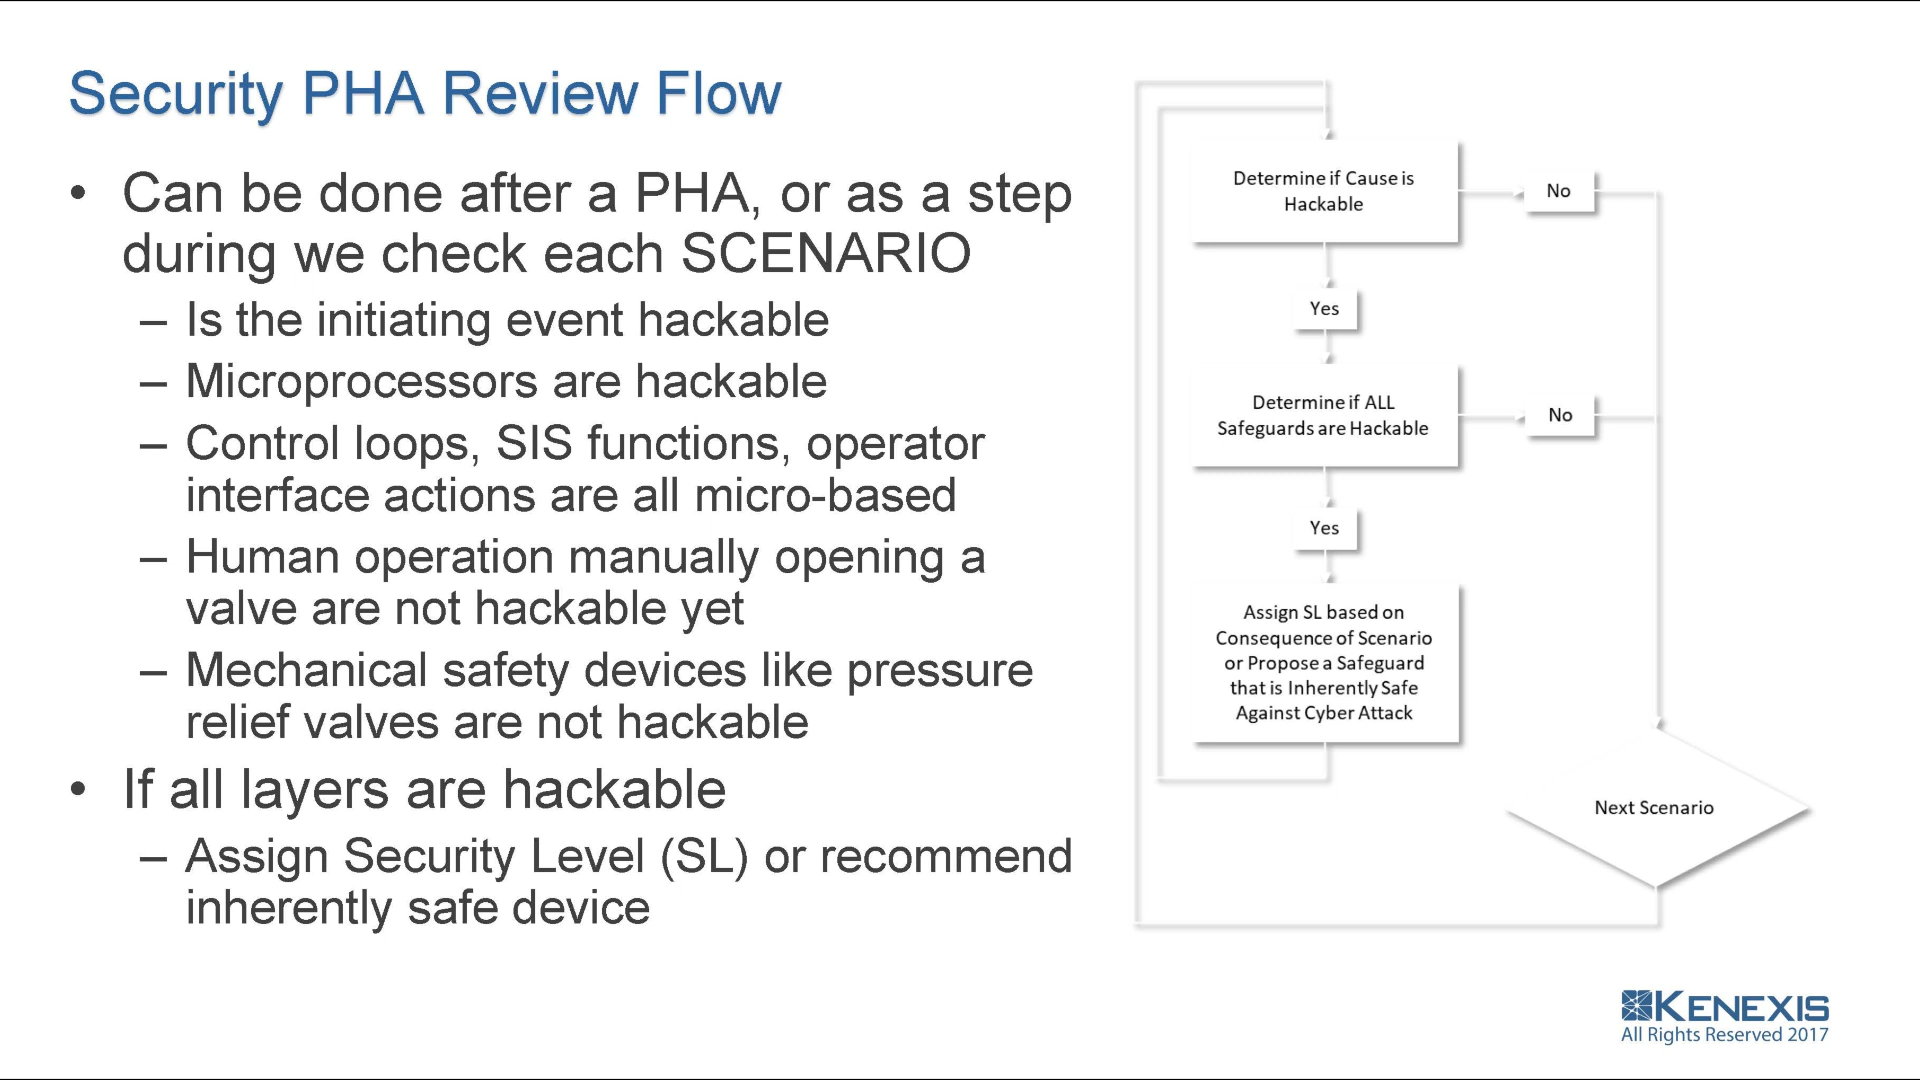 Security PHA Review Flow
• Can be done after a PHA, or as a step
during we check each SCENARIO
– Is the initiating event hackable
– Microprocessors are hackable
– Control loops, SIS functions, operator
interface actions are all micro-based
– Human operation manually opening a
valve are not hackable yet
– Mechanical safety devices like pressure
relief valves are not hackable
• If all layers are hackable
– Assign Security Level (SL) or recommend
inherently safe device
Determine if Cause is
Hackable
No
Yes
Determine if ALL
Safeguards are Hackable
No
Yes
Assign SL based on
Consequence of Scenario
or Propose a Safeguard
that is Inherently Safe
Against Cyber Attack
Next Scenario
KENEXIS
All Rights Reserved 2017